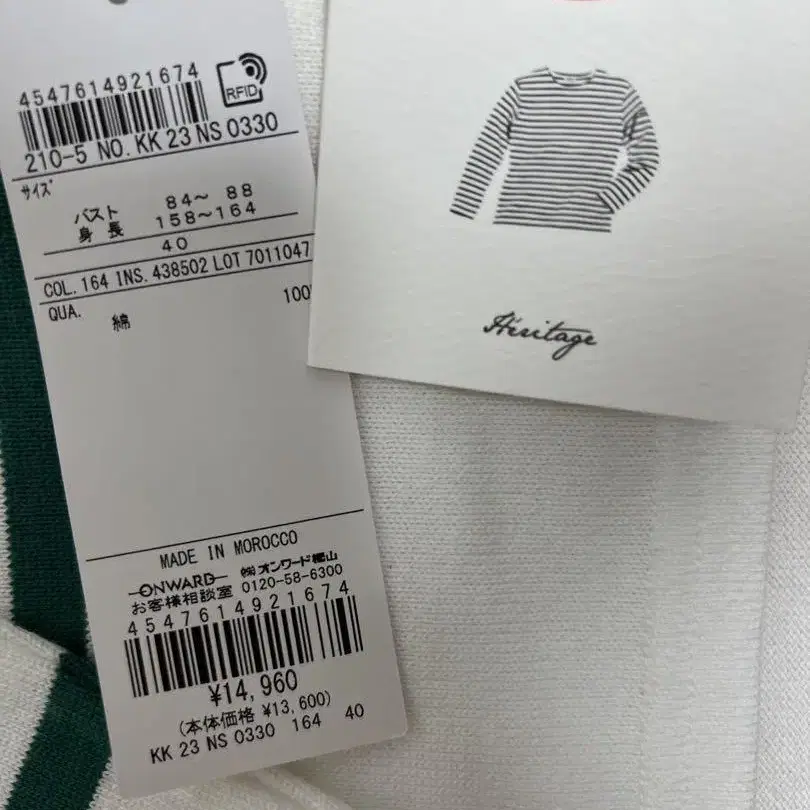 4547614921674
RFID
210-5 NO. KK 23 NS 0330
サイズ
バスト 84～ 88
身長 158～164
40
COL. 164 INS. 438502 LOT 7011047
QUA.
綿 100
MADE IN MOROCCO
ONWARD ㈱オンワード樫山
お客様相談室 0120-58-6300
4547614921674
¥14,960
(本体価格 ¥13,600)
KK 23 NS 0330 164 40
Héritage